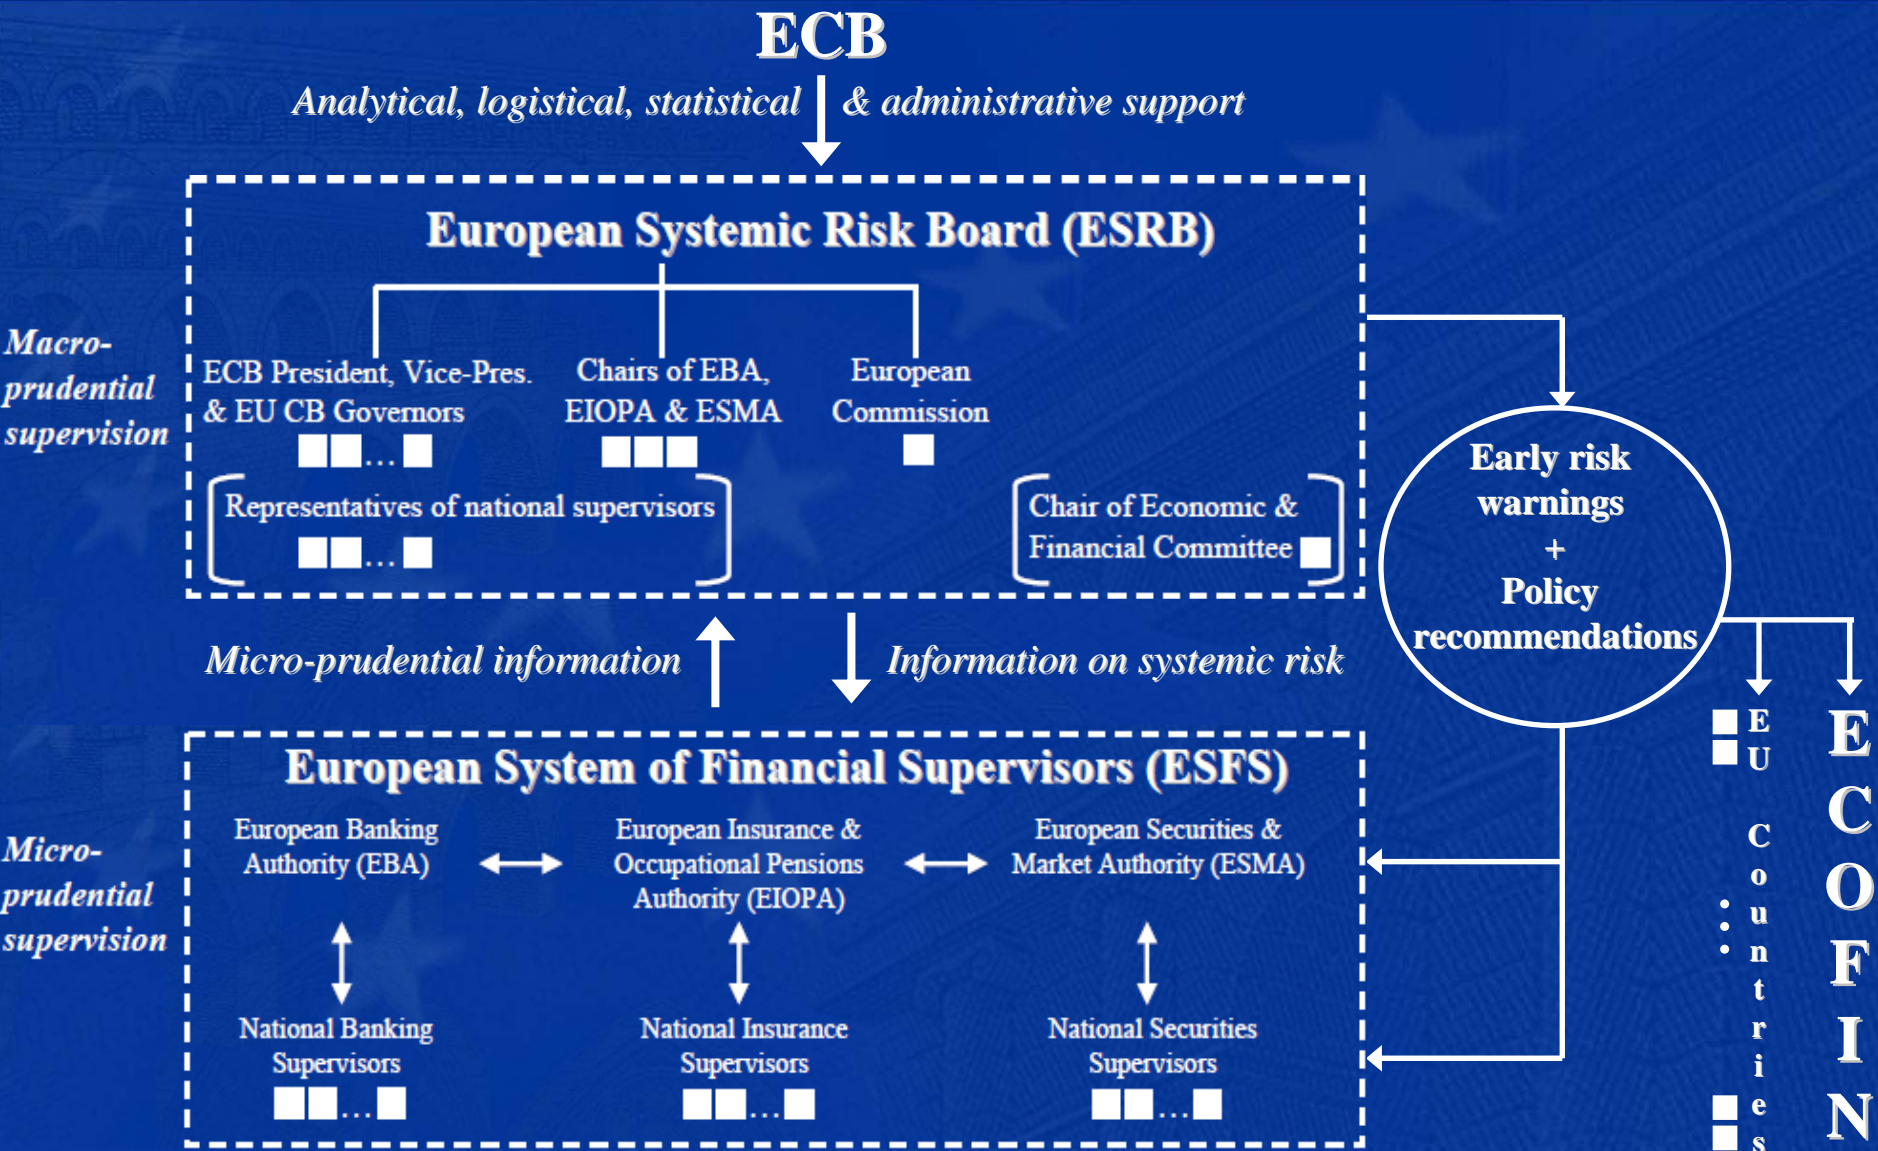 ECB
Analytical, logistical, statistical & administrative support
European Systemic Risk Board (ESRB)
Macro-
prudential
supervision
ECB President, Vice-Pres.
& EU CB Governors
...
Chairs of EBA,
EIOPA & ESMA
European
Commission
Representatives of national supervisors
...
Chair of Economic &
Financial Committee
Early risk
warnings
+
Policy
recommendations
Micro-prudential information
Information on systemic risk
European System of Financial Supervisors (ESFS)
Micro-
prudential
supervision
European Banking
Authority (EBA)
European Insurance &
Occupational Pensions
Authority (EIOPA)
European Securities &
Market Authority (ESMA)
National Banking
Supervisors
...
National Insurance
Supervisors
...
National Securities
Supervisors
...
EU Countries
ECOFIN